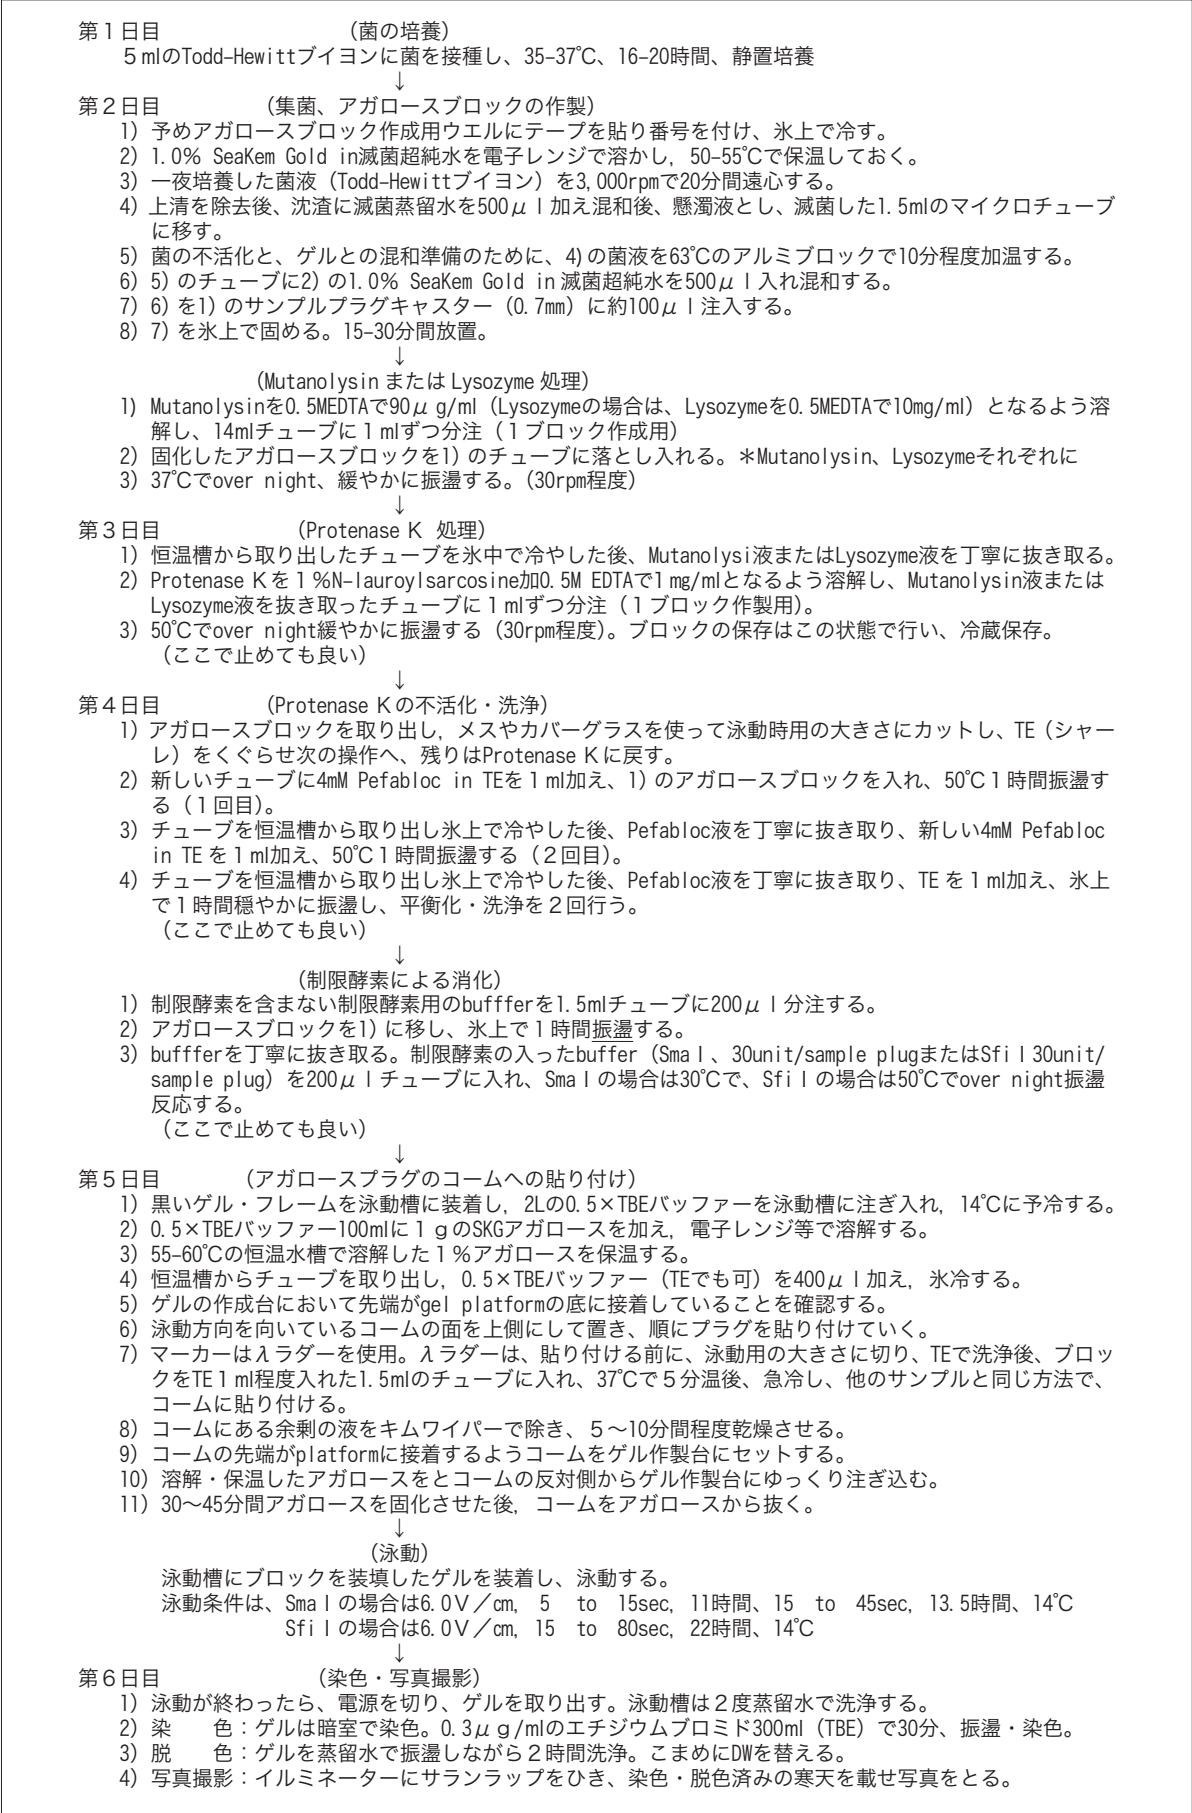 第1日目　(菌の培養)
5mlのTodd-Hewittブイヨンに菌を接種し、35-37℃、16-20時間、静置培養
↓
第2日目　(集菌、アガロースブロックの作製)
1) 予めアガロースブロック作成用ウエルにテープを貼り番号を付け、氷上で冷す。
2) 1.0% SeaKem Gold in滅菌超純水を電子レンジで溶かし，50-55℃で保温しておく。
3) 一夜培養した菌液（Todd-Hewittブイヨン）を3,000rpmで20分間遠心する。
4) 上清を除去後、沈渣に滅菌蒸留水を500μl加え混和後、懸濁液とし、滅菌した1.5mlのマイクロチューブ
に移す。
5) 菌の不活化と、ゲルとの混和準備のために、4)の菌液を63℃のアルミブロックで10分程度加温する。
6) 5) のチューブに2) の1.0% SeaKem Gold in 滅菌超純水を500μl入れ混和する。
7) 6) を1) のサンプルプラグキャスター（0.7mm）に約100μl注入する。
8) 7) を氷上で固める。15-30分間放置。
↓
(Mutanolysin または Lysozyme 処理)
1) Mutanolysinを0.5MEDTAで90μg/ml（Lysozymeの場合は、Lysozymeを0.5MEDTAで10mg/ml）となるよう溶
解し、14mlチューブに1mlずつ分注（1ブロック作成用）
2) 固化したアガロースブロックを1) のチューブに落とし入れる。＊Mutanolysin、Lysozymeそれぞれに
3) 37℃でover night、緩やかに振盪する。(30rpm程度)
↓
第3日目　(Protenase K 処理)
1) 恒温槽から取り出したチューブを氷中で冷やした後、Mutanolysi液またはLysozyme液を丁寧に抜き取る。
2) Protenase Kを1%N-lauroylsarcosine加0.5M EDTAで1mg/mlとなるよう溶解し、Mutanolysin液または
Lysozyme液を抜き取ったチューブに1mlずつ分注（1ブロック作製用）。
3) 50℃でover night緩やかに振盪する（30rpm程度）。ブロックの保存はこの状態で行い、冷蔵保存。
（ここで止めても良い）
↓
第4日目　(Protenase Kの不活化・洗浄)
1) アガロースブロックを取り出し，メスやカバーグラスを使って泳動時用の大きさにカットし、TE（シャー
レ）をくぐらせ次の操作へ、残りはProtenase Kに戻す。
2) 新しいチューブに4mM Pefabloc in TEを1ml加え、1) のアガロースブロックを入れ、50℃1時間振盪す
る（1回目）。
3) チューブを恒温槽から取り出し氷上で冷やした後、Pefabloc液を丁寧に抜き取り、新しい4mM Pefabloc
in TE を1ml加え、50℃1時間振盪する（2回目）。
4) チューブを恒温槽から取り出し氷上で冷やした後、Pefabloc液を丁寧に抜き取り、TE を1ml加え、氷上
で1時間穏やかに振盪し、平衡化・洗浄を2回行う。
（ここで止めても良い）
↓
(制限酵素による消化)
1) 制限酵素を含まない制限酵素用のbuffferを1.5mlチューブに200μl分注する。
2) アガロースブロックを1) に移し、氷上で1時間振盪する。
3) buffferを丁寧に抜き取る。制限酵素の入ったbuffer（SmaⅠ、30unit/sample plugまたはSfiⅠ30unit/
sample plug）を200μlチューブに入れ、SmaⅠの場合は30℃で、SfiⅠの場合は50℃でover night振盪
反応する。
（ここで止めても良い）
↓
第5日目　(アガロースプラグのコームへの貼り付け)
1) 黒いゲル・フレームを泳動槽に装着し，2Lの0.5×TBEバッファーを泳動槽に注ぎ入れ，14℃に予冷する。
2) 0.5×TBEバッファー100mlに1gのSKGアガロースを加え，電子レンジ等で溶解する。
3) 55-60℃の恒温水槽で溶解した1%アガロースを保温する。
4) 恒温槽からチューブを取り出し，0.5×TBEバッファー（TEでも可）を400μl加え，氷冷する。
5) ゲルの作成台において先端がgel platformの底に接着していることを確認する。
6) 泳動方向を向いているコームの面を上側にして置き、順にプラグを貼り付けていく。
7) マーカーはλラダーを使用。λラダーは、貼り付ける前に、泳動用の大きさに切り、TEで洗浄後、ブロッ
クをTE1ml程度入れた1.5mlのチューブに入れ、37℃で5分温後、急冷し、他のサンプルと同じ方法で、
コームに貼り付ける。
8) コームにある余剰の液をキムワイパーで除き、5～10分間程度乾燥させる。
9) コームの先端がplatformに接着するようコームをゲル作製台にセットする。
10) 溶解・保温したアガロースをとコームの反対側からゲル作製台にゆっくり注ぎ込む。
11) 30～45分間アガロースを固化させた後，コームをアガロースから抜く。
↓
(泳動)
泳動槽にブロックを装填したゲルを装着し、泳動する。
泳動条件は、SmaⅠの場合は6.0V／cm，5 to 15sec，11時間、15 to 45sec，13.5時間、14℃
SfiⅠの場合は6.0V／cm，15 to 80sec，22時間、14℃
↓
第6日目　(染色・写真撮影)
1) 泳動が終わったら、電源を切り、ゲルを取り出す。泳動槽は2度蒸留水で洗浄する。
2) 染　色：ゲルは暗室で染色。0.3μg/mlのエチジウムブロミド300ml（TBE）で30分、振盪・染色。
3) 脱　色：ゲルを蒸留水で振盪しながら2時間洗浄。こまめにDWを替える。
4) 写真撮影：イルミネーターにサランラップをひき、染色・脱色済みの寒天を載せ写真をとる。